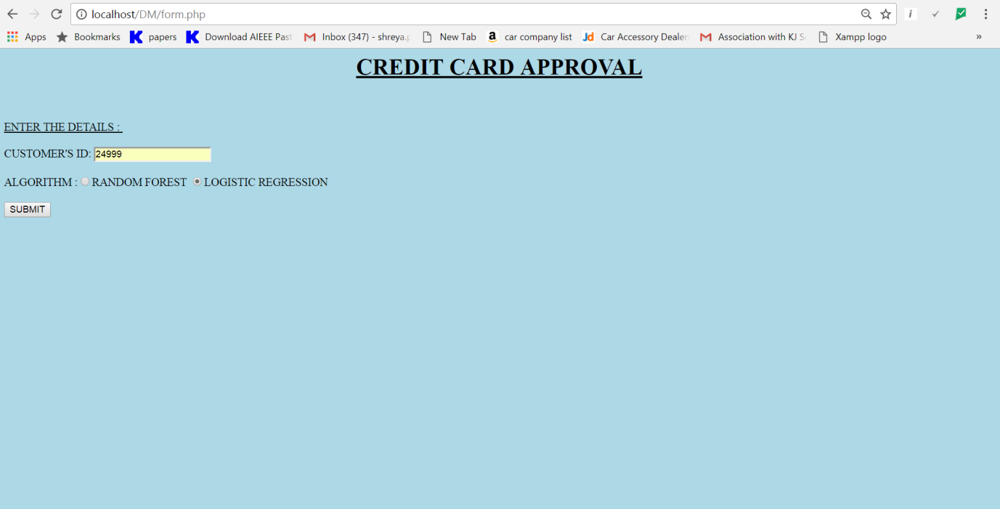 localhost/DM/form.php
Apps Bookmarks papers Download AIEEE Past Inbox (347) - shreya.p New Tab car company list Jd Car Accessory Dealer Association with KJ S Xampp logo »
CREDIT CARD APPROVAL
ENTER THE DETAILS :
CUSTOMER'S ID: 24999
ALGORITHM : RANDOM FOREST LOGISTIC REGRESSION
SUBMIT